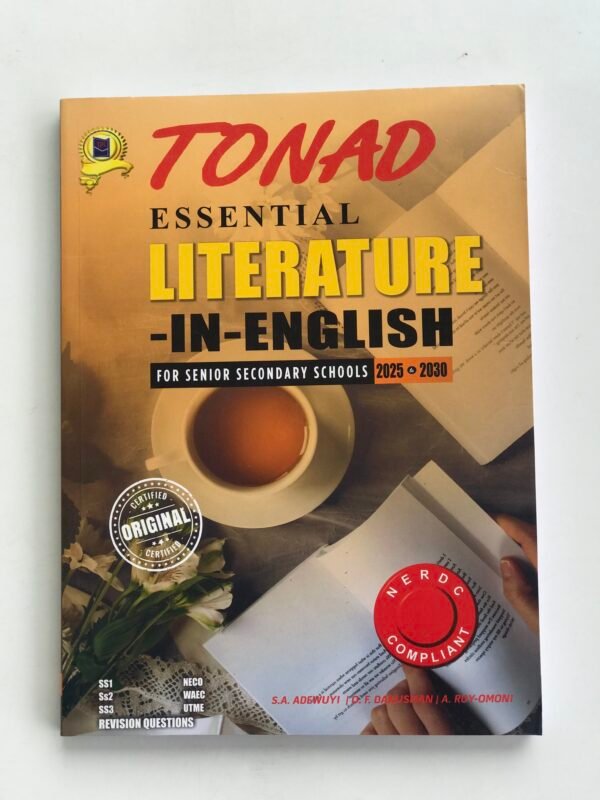 TONAD
ESSENTIAL
LITERATURE
-IN-ENGLISH
FOR SENIOR SECONDARY SCHOOLS 2025 & 2030
CERTIFIED
ORIGINAL
CERTIFIED
NERDC
COMPLIANT
SS1 NECO
Ss2 WAEC
SS3 UTME
REVISION QUESTIONS
S.A. ADEWUYI | O. F. | A. ROY-OMONI